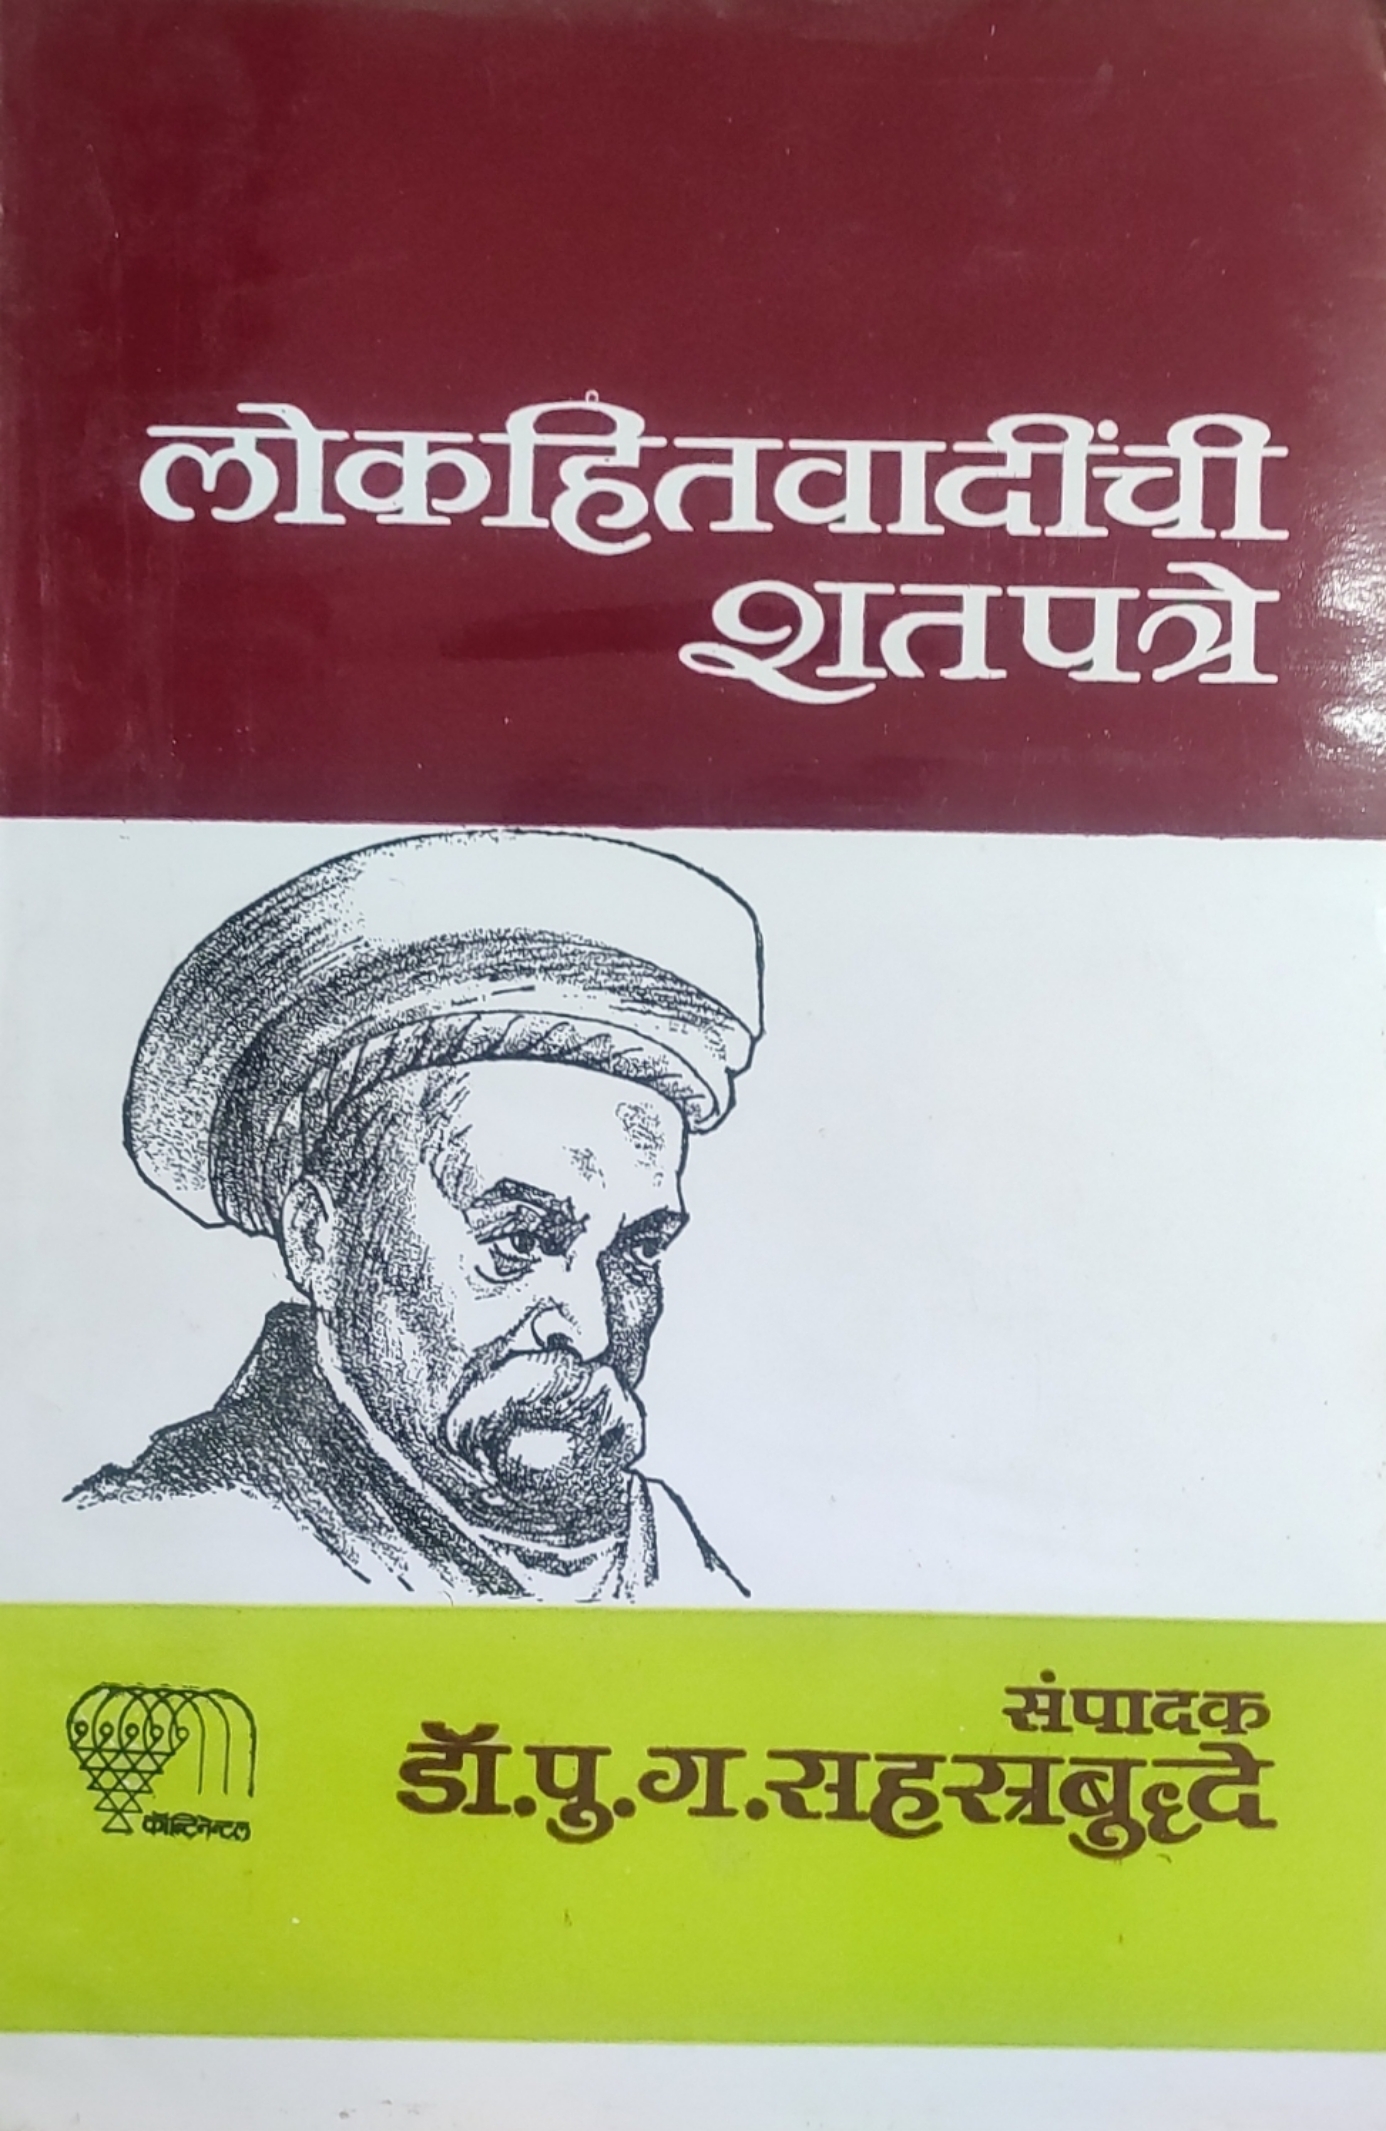 लोकहितवादींची
शतपत्रे
संपादक
डॉ.पु.ग.सहस्रबुद्धे
कॉन्टिनेन्टल